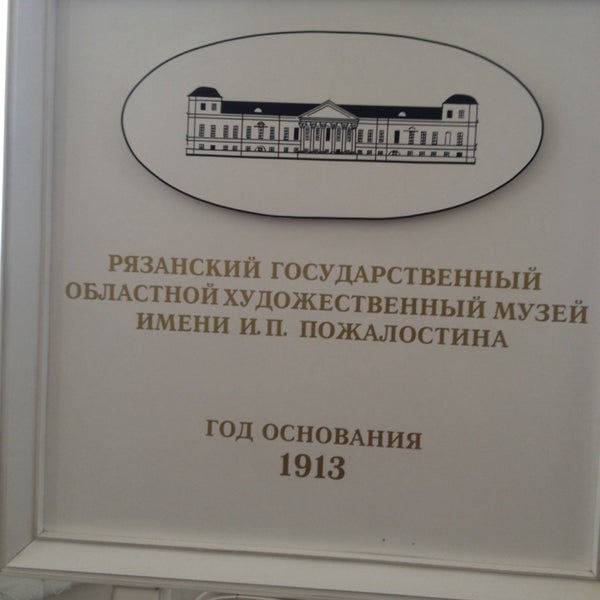 РЯЗАНСКИЙ ГОСУДАРСТВЕННЫЙ
ОБЛАСТНОЙ ХУДОЖЕСТВЕННЫЙ МУЗЕЙ
ИМЕНИ И.П. ПОЖАЛОСТИНА
ГОД ОСНОВАНИЯ
1913